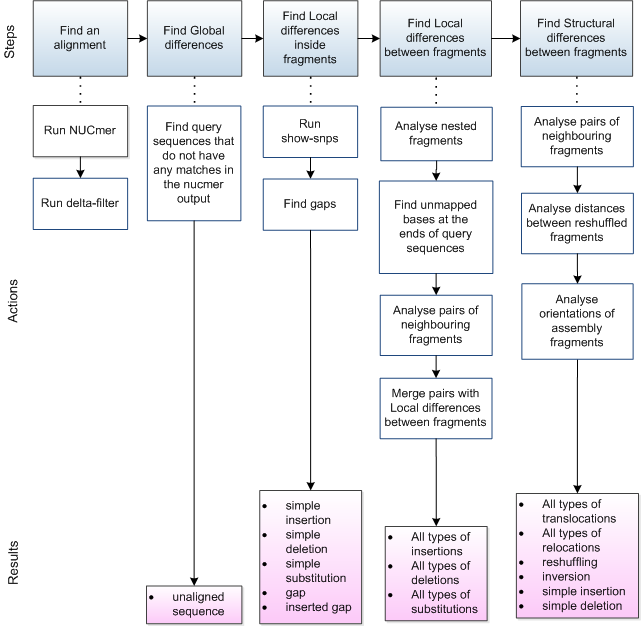 Steps
Find an
alignment
Find Global
differences
Find Local
differences
inside
fragments
Find Local
differences
between fragments
Find Structural
differences
between fragments
Actions
Run NUCmer
Run delta-filter
Find query
sequences that
do not have
any matches in
the nucmer
output
Run
show-snps
Find gaps
Analyse nested
fragments
Find unmapped
bases at the
ends of query
sequences
Analyse pairs of
neighbouring
fragments
Merge pairs with
Local differences
between fragments
Analyse pairs of
neighbouring
fragments
Analyse distances
between reshuffled
fragments
Analyse
orientations of
assembly
fragments
Results
• unaligned
sequence
• simple
insertion
• simple
deletion
• simple
substitution
• gap
• inserted gap
• All types of
insertions
• All types of
deletions
• All types of
substitutions
• All types of
translocations
• All types of
relocations
• reshuffling
• inversion
• simple insertion
• simple deletion